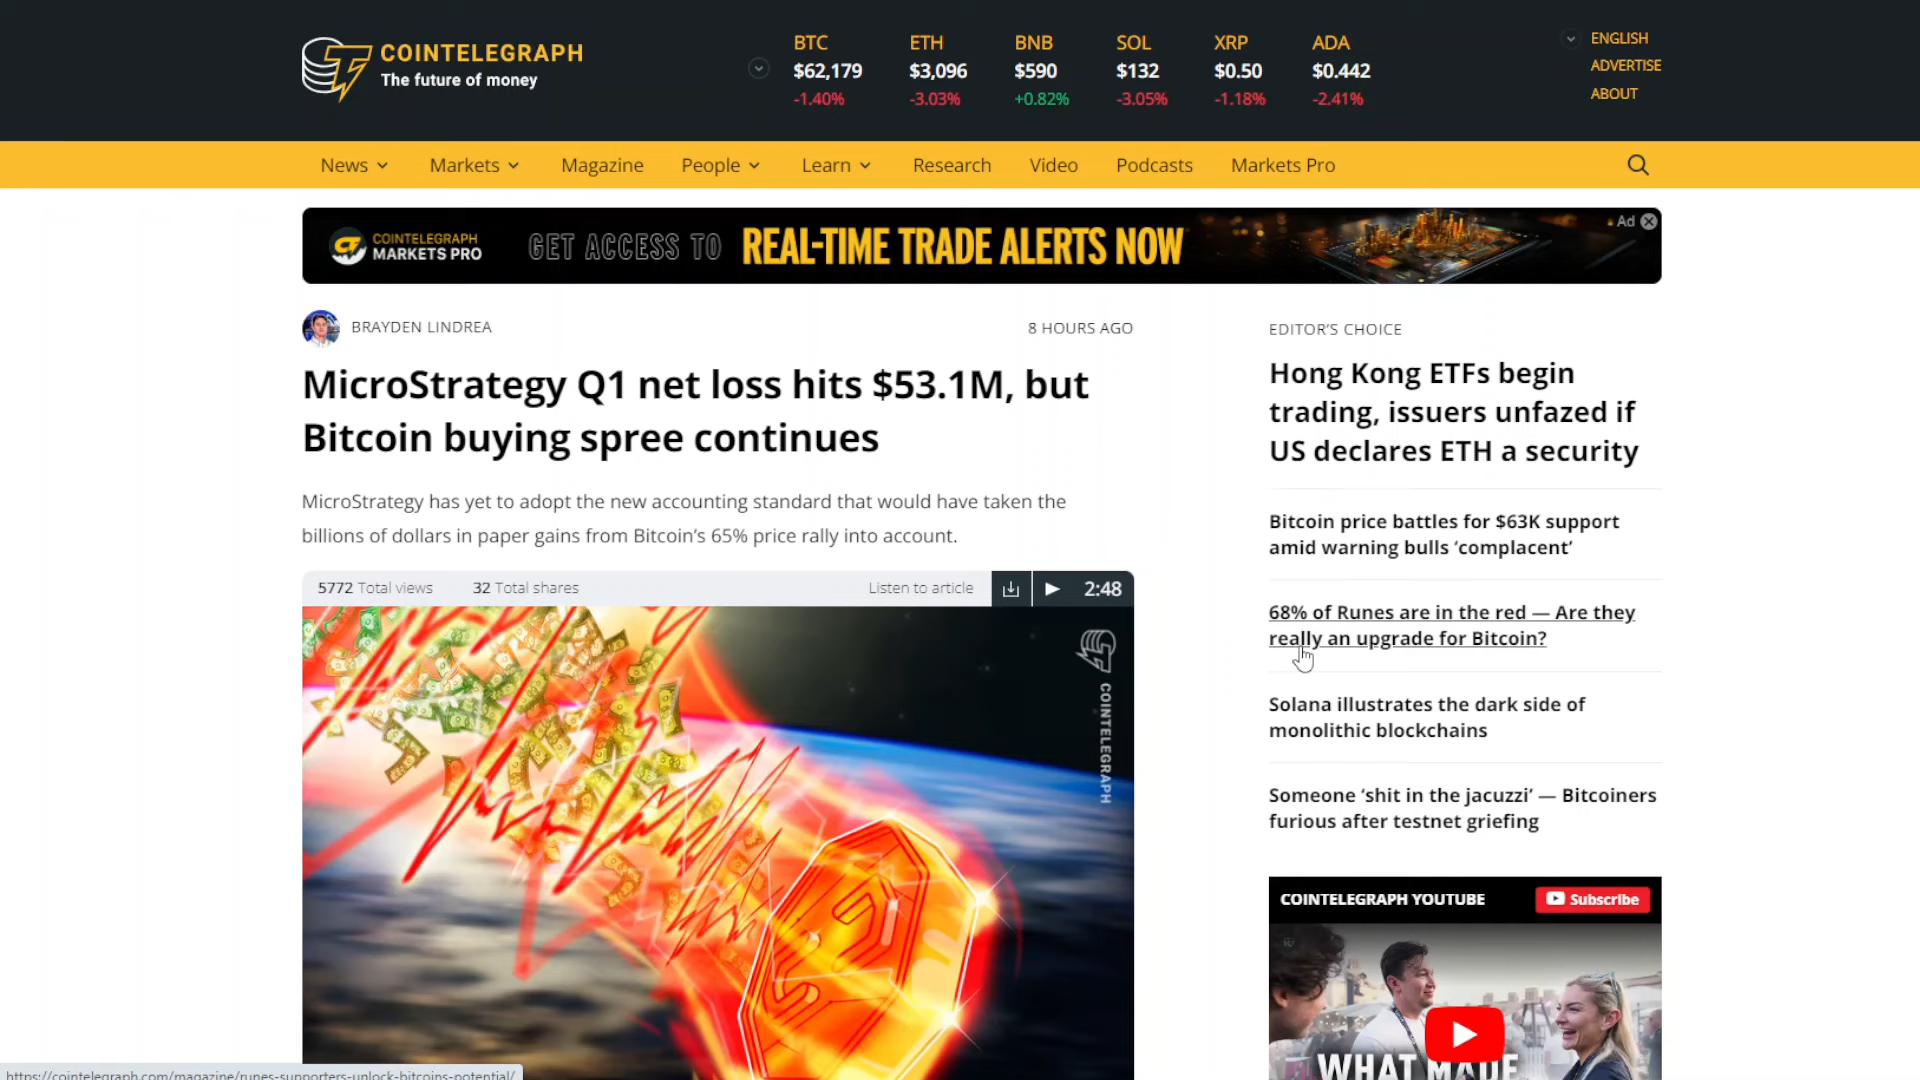 COINTELEGRAPH
The future of money
BTC
$62,179
-1.40%
ETH
$3,096
-3.03%
BNB
$590
+0.82%
SOL
$132
-3.05%
XRP
$0.50
-1.18%
ADA
$0.442
-2.41%
ENGLISH
ADVERTISE
ABOUT
News
Markets
Magazine
People
Learn
Research
Video
Podcasts
Markets Pro
COINTELEGRAPH
MARKETS PRO
GET ACCESS TO REAL-TIME TRADE ALERTS NOW
Ad
BRAYDEN LINDREA
8 HOURS AGO
MicroStrategy Q1 net loss hits $53.1M, but
Bitcoin buying spree continues
MicroStrategy has yet to adopt the new accounting standard that would have taken the
billions of dollars in paper gains from Bitcoin’s 65% price rally into account.
5772 Total views
32 Total shares
Listen to article
2:48
COINTELEGRAPH
EDITOR’S CHOICE
Hong Kong ETFs begin
trading, issuers unfazed if
US declares ETH a security
Bitcoin price battles for $63K support
amid warning bulls ‘complacent’
68% of Runes are in the red — Are they
really an upgrade for Bitcoin?
Solana illustrates the dark side of
monolithic blockchains
Someone ‘shit in the jacuzzi’ — Bitcoiners
furious after testnet griefing
COINTELEGRAPH YOUTUBE
Subscribe
WHAT MADE
https://cointelegraph.com/magazine/runes-supporters-unlock-bitcoins-potential/